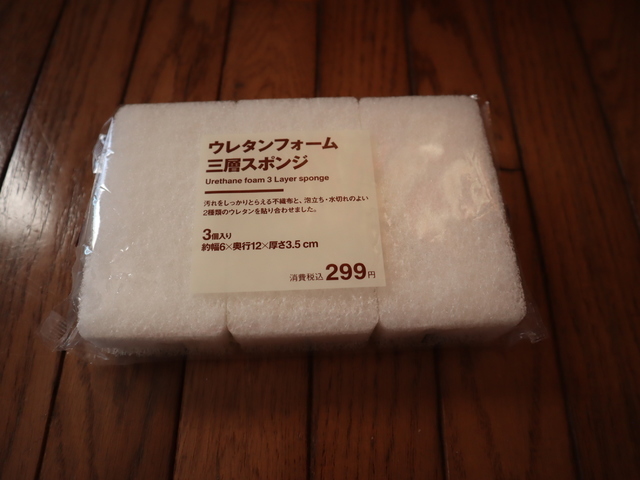 ウレタンフォーム
三層スポンジ
Urethane foam 3 Layer sponge
汚れをしっかりとらえる不織布と、泡立ち・水切れのよい
2種類のウレタンを貼り合わせました。
3個入り
約幅6×奥行12×厚さ3.5cm
消費税込299円